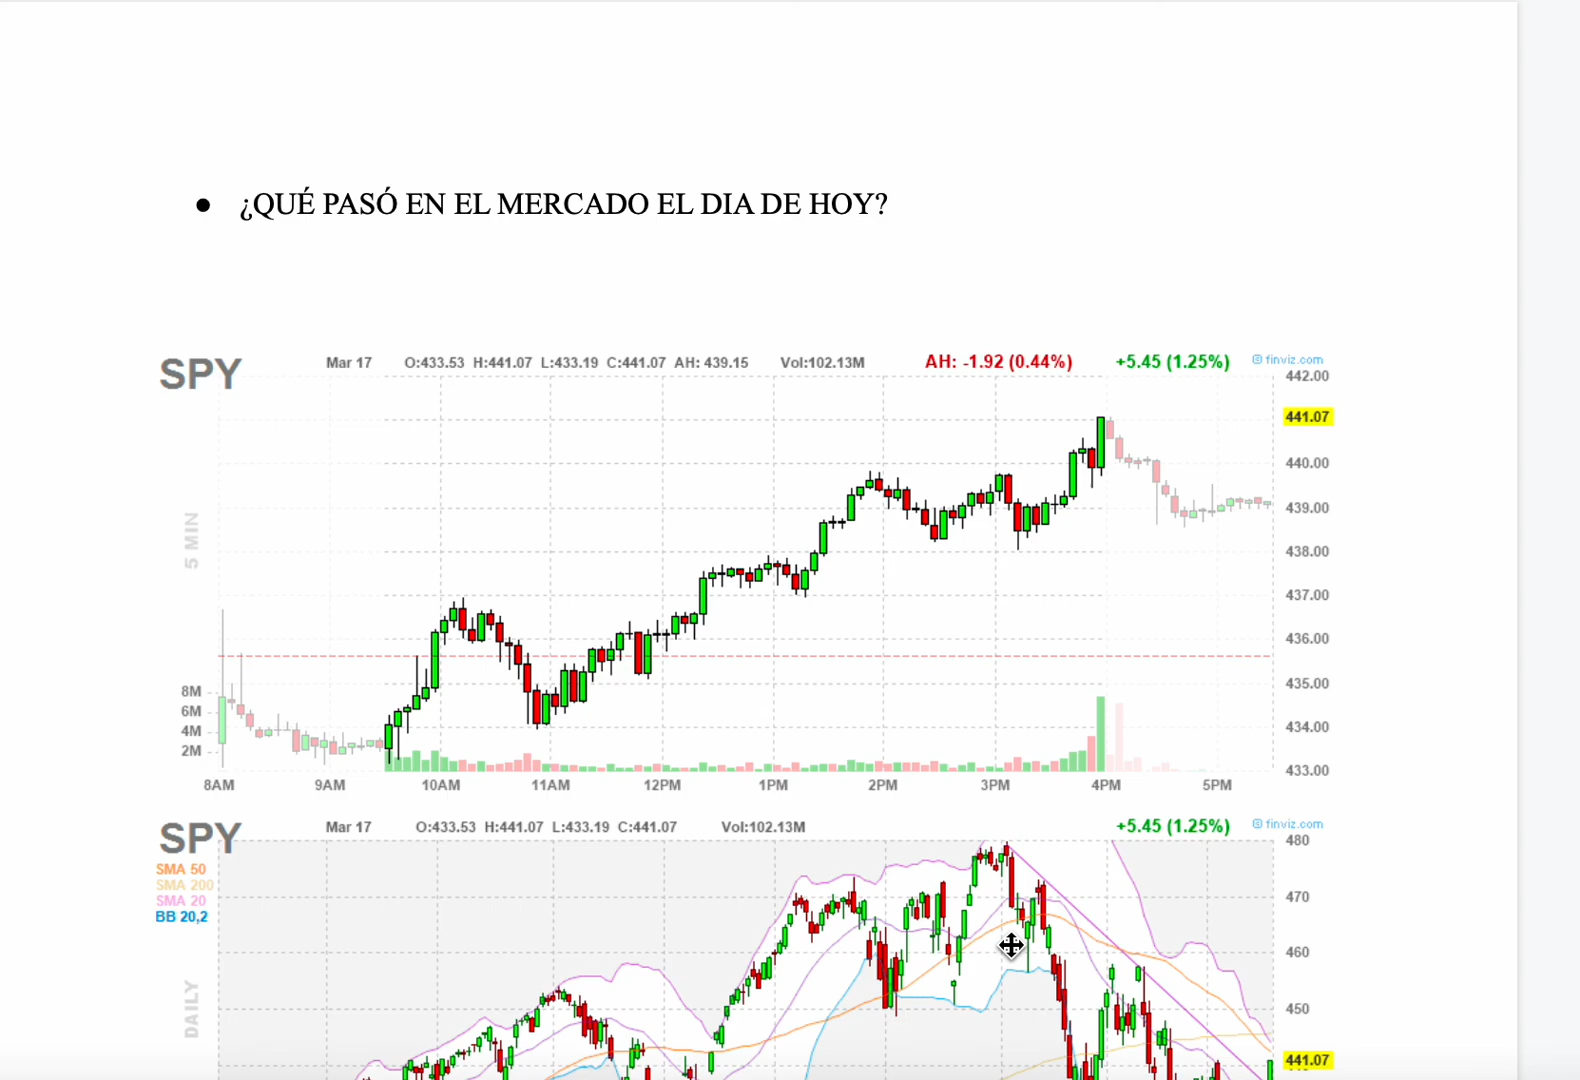 ● ¿QUÉ PASÓ EN EL MERCADO EL DIA DE HOY?
SPY Mar 17 O:433.53 H:441.07 L:433.19 C:441.07 AH: 439.15 Vol:102.13M AH: -1.92 (0.44%) +5.45 (1.25%) © finviz.com
442.00
441.07
440.00
439.00
438.00
437.00
436.00
435.00
434.00
433.00
5 MIN
8M
6M
4M
2M
8AM 9AM 10AM 11AM 12PM 1PM 2PM 3PM 4PM 5PM
SPY Mar 17 O:433.53 H:441.07 L:433.19 C:441.07 Vol:102.13M +5.45 (1.25%) © finviz.com
SMA 50
SMA 200
SMA 20
BB 20,2
480
470
460
450
441.07
DAILY